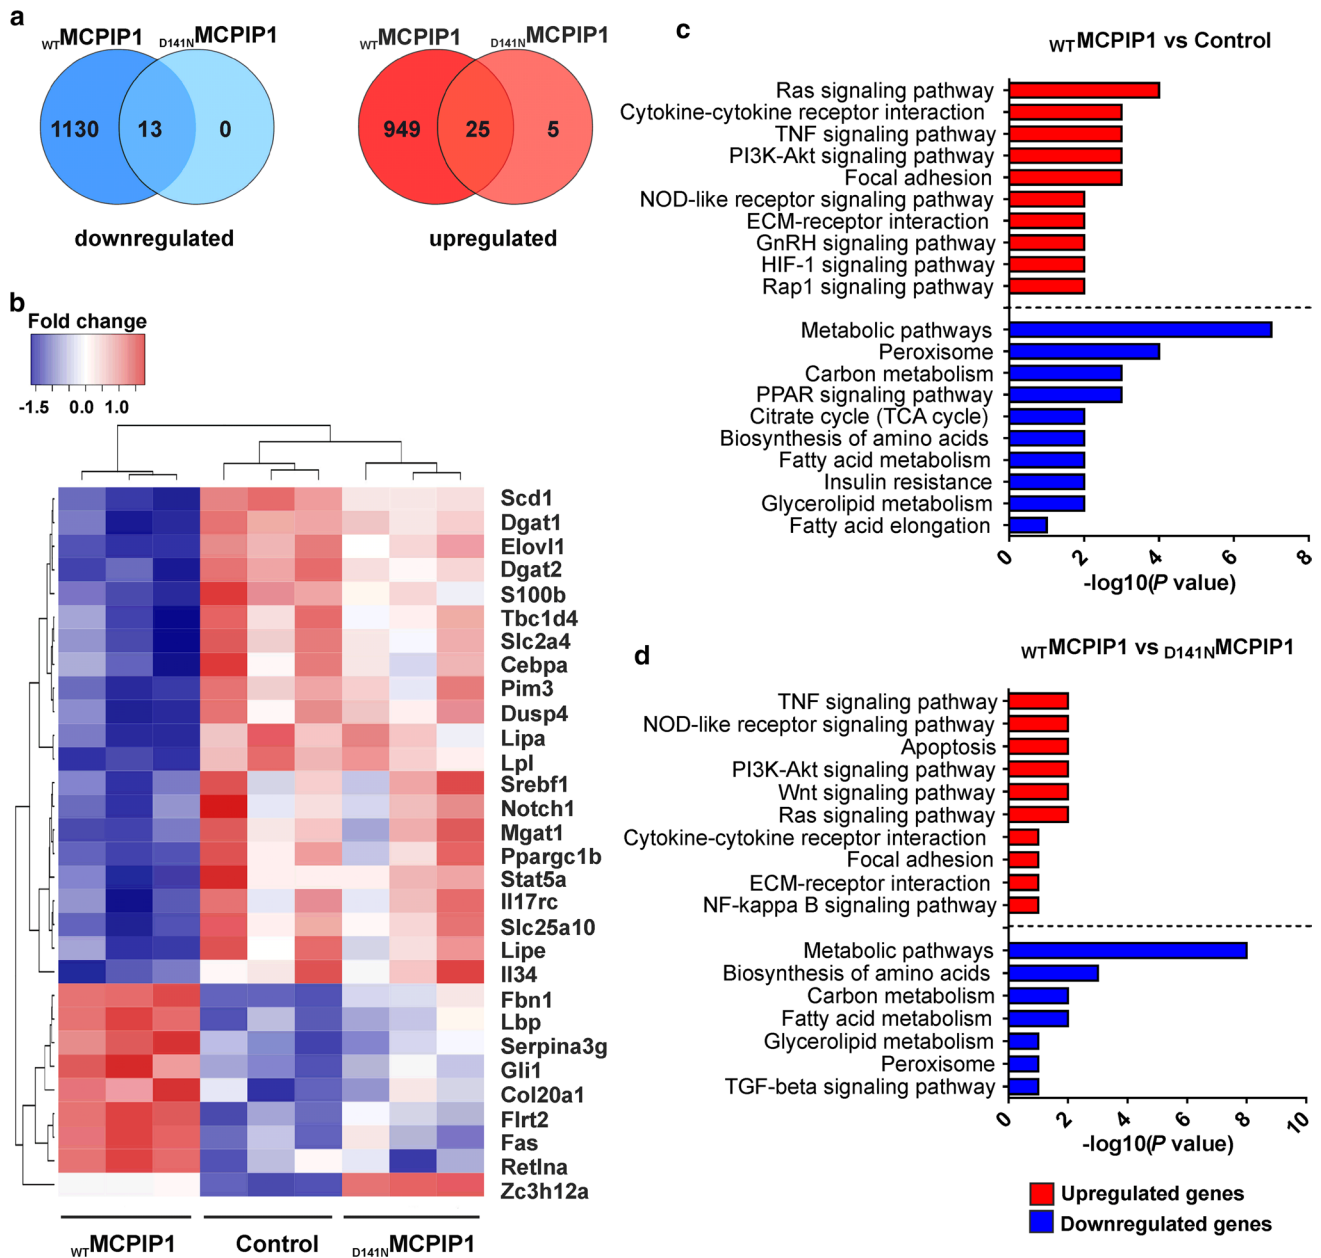 a
WTMCPIP1
D141NMCPIP1
1130
13
0
downregulated
WTMCPIP1
D141NMCPIP1
949
25
5
upregulated
b
Fold change
-1.5 0.0 1.0
Scd1
Dgat1
Elovl1
Dgat2
S100b
Tbc1d4
Slc2a4
Cebpa
Pim3
Dusp4
Lipa
Lpl
Srebf1
Notch1
Mgat1
Ppargc1b
Stat5a
Il17rc
Slc25a10
Lipe
Il34
Fbn1
Lbp
Serpina3g
Gli1
Col20a1
Flrt2
Fas
Retlna
Zc3h12a
WTMCPIP1
Control
D141NMCPIP1
c
WTMCPIP1 vs Control
Ras signaling pathway
Cytokine-cytokine receptor interaction
TNF signaling pathway
PI3K-Akt signaling pathway
Focal adhesion
NOD-like receptor signaling pathway
ECM-receptor interaction
GnRH signaling pathway
HIF-1 signaling pathway
Rap1 signaling pathway
Metabolic pathways
Peroxisome
Carbon metabolism
PPAR signaling pathway
Citrate cycle (TCA cycle)
Biosynthesis of amino acids
Fatty acid metabolism
Insulin resistance
Glycerolipid metabolism
Fatty acid elongation
0 2 4 6 8
-log10(P value)
d
WTMCPIP1 vs D141NMCPIP1
TNF signaling pathway
NOD-like receptor signaling pathway
Apoptosis
PI3K-Akt signaling pathway
Wnt signaling pathway
Ras signaling pathway
Cytokine-cytokine receptor interaction
Focal adhesion
ECM-receptor interaction
NF-kappa B signaling pathway
Metabolic pathways
Biosynthesis of amino acids
Carbon metabolism
Fatty acid metabolism
Glycerolipid metabolism
Peroxisome
TGF-beta signaling pathway
0 2 4 6 8 10
-log10(P value)
Upregulated genes
Downregulated genes